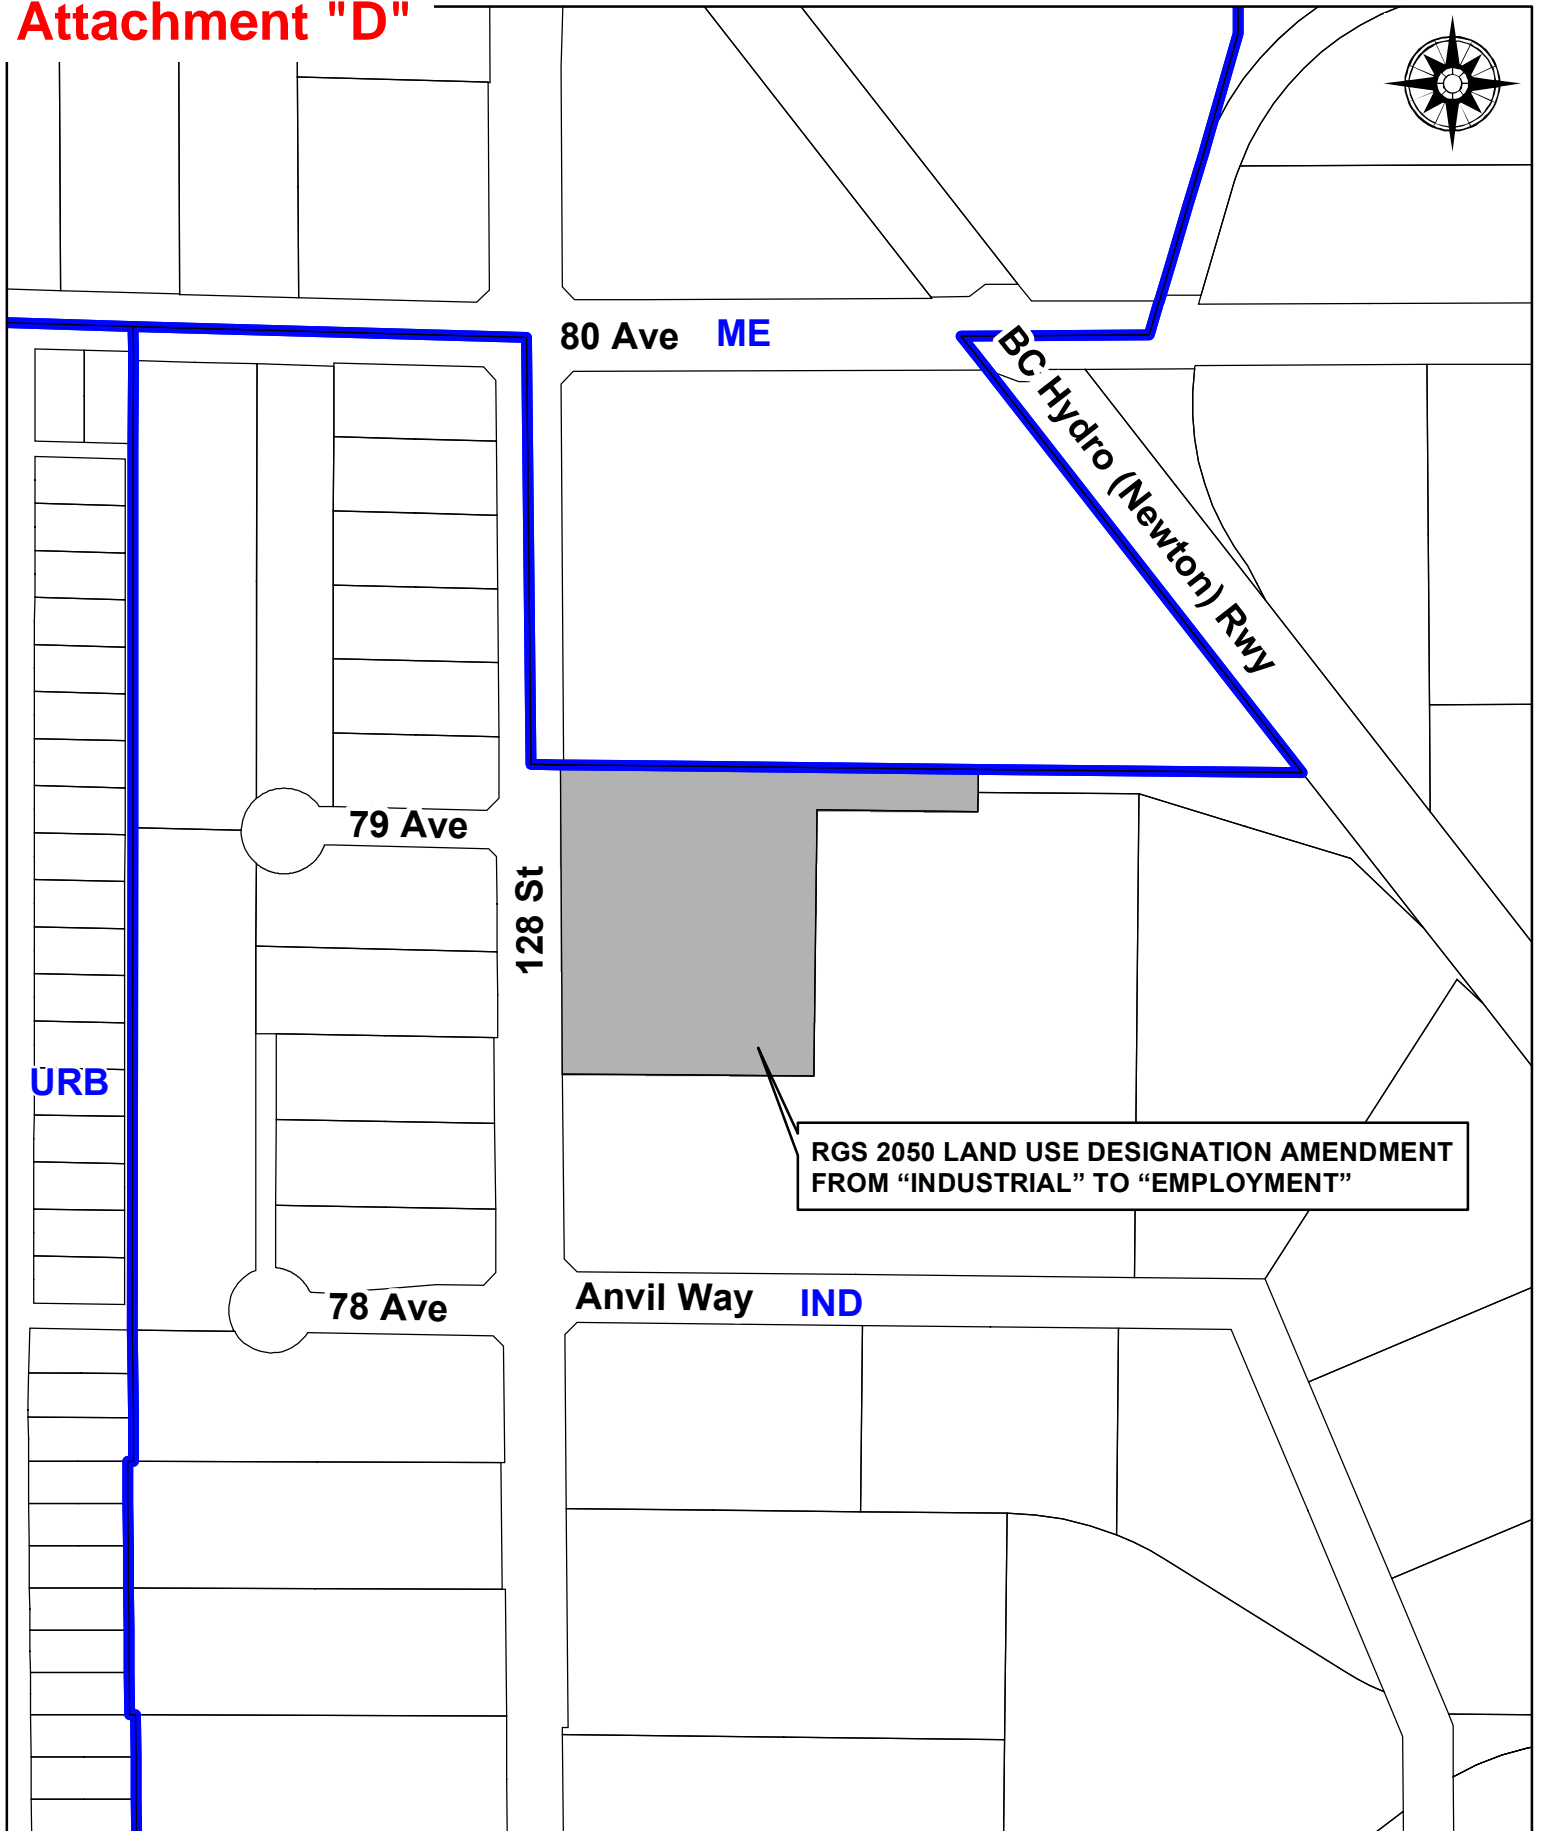 Attachment "D"
80 Ave
ME
BC Hydro (Newton) Rwy
79 Ave
128 St
URB
RGS 2050 LAND USE DESIGNATION AMENDMENT
FROM “INDUSTRIAL” TO “EMPLOYMENT”
Anvil Way
IND
78 Ave